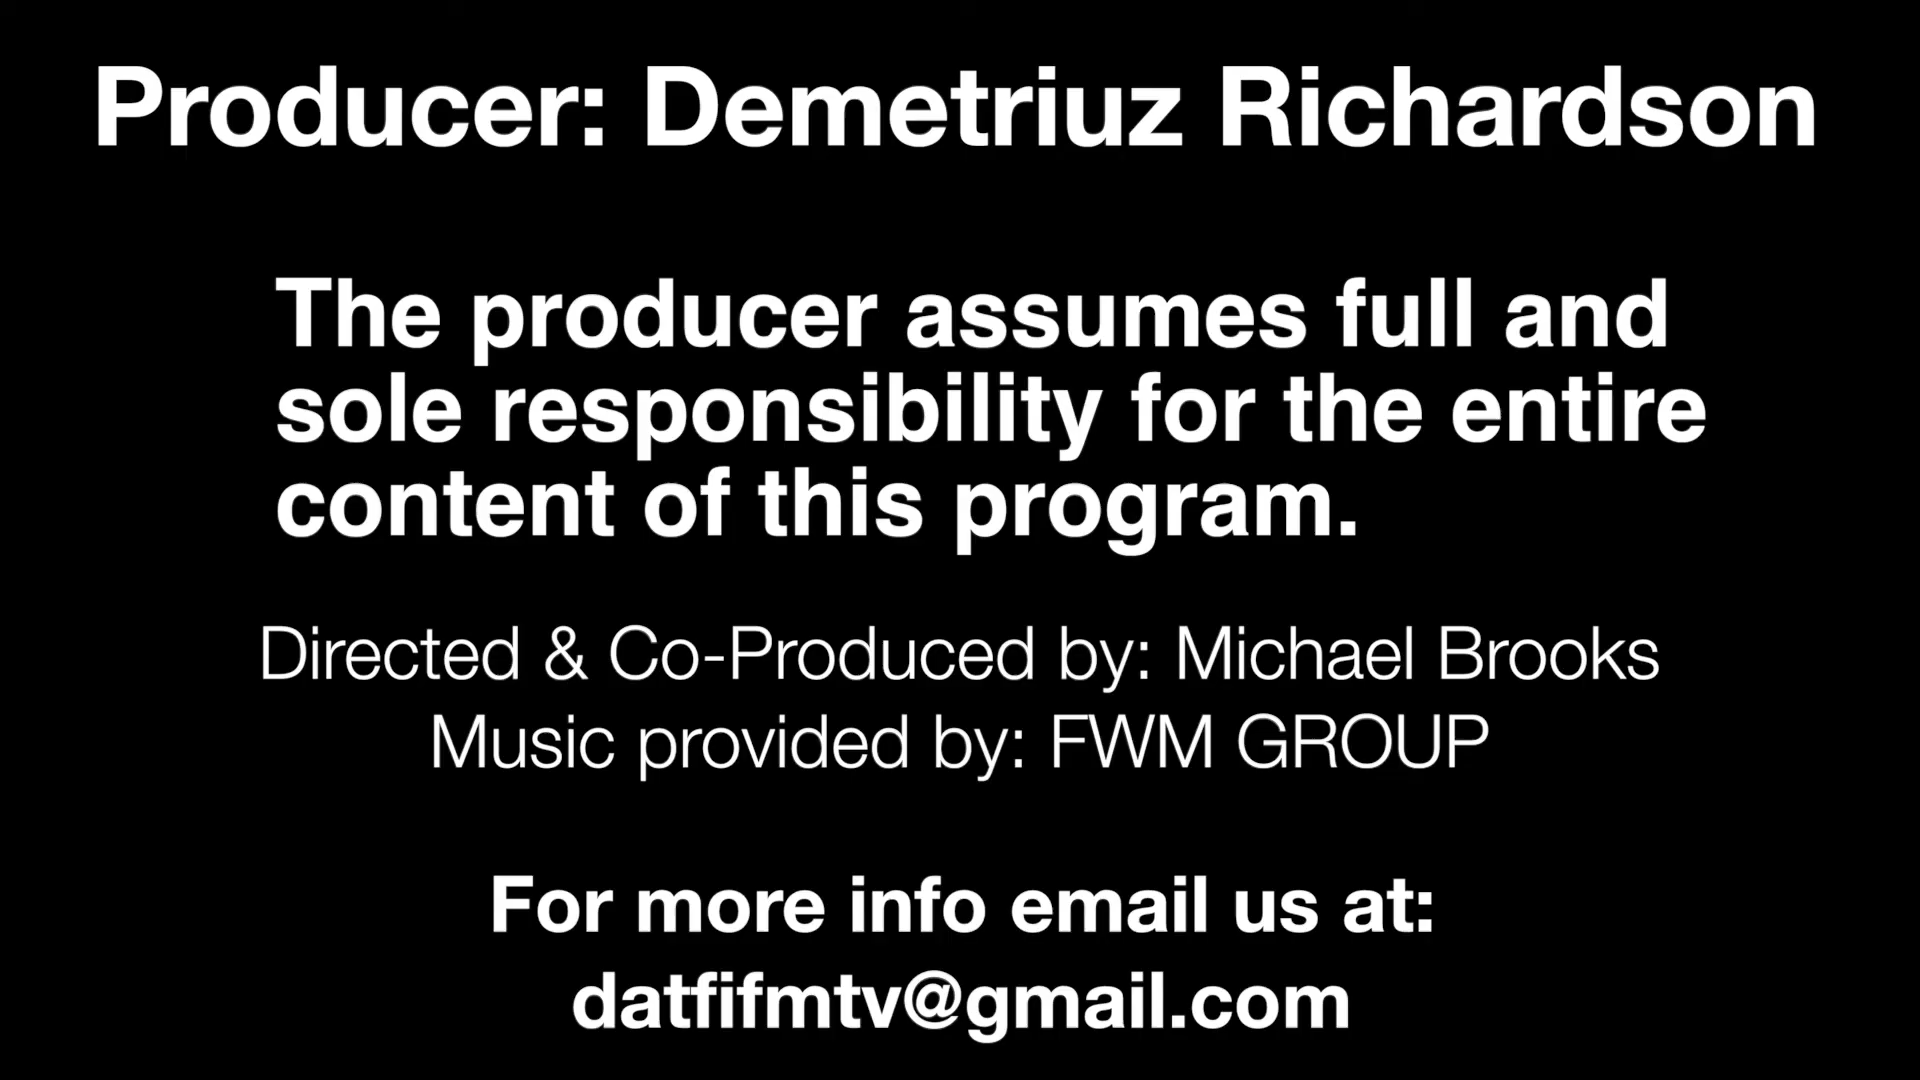 Producer: Demetriuz Richardson
The producer assumes full and
sole responsibility for the entire
content of this program.
Directed & Co-Produced by: Michael Brooks
Music provided by: FWM GROUP
For more info email us at:
datfifmtv@gmail.com